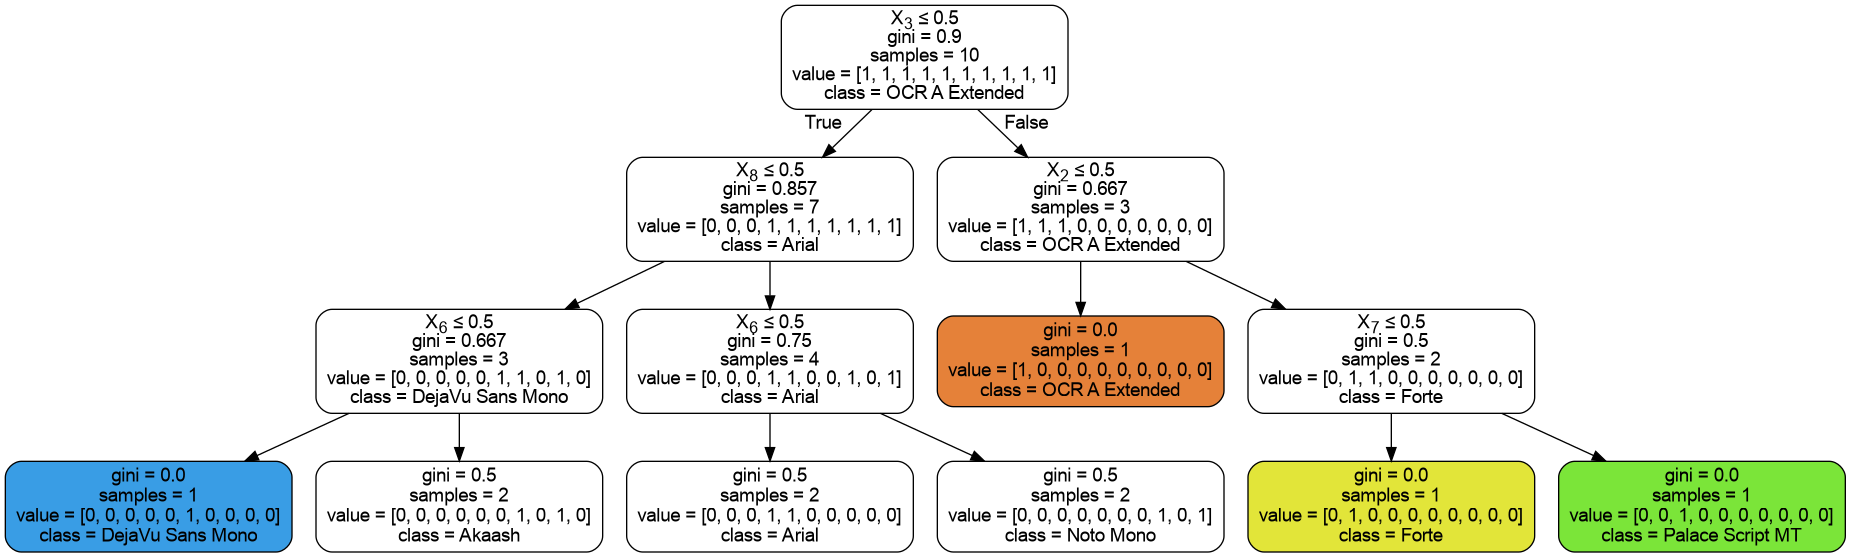 X3 ≤ 0.5
gini = 0.9
samples = 10
value = [1, 1, 1, 1, 1, 1, 1, 1, 1, 1]
class = OCR A Extended
True
False
X8 ≤ 0.5
gini = 0.857
samples = 7
value = [0, 0, 0, 1, 1, 1, 1, 1, 1, 1]
class = Arial
X2 ≤ 0.5
gini = 0.667
samples = 3
value = [1, 1, 1, 0, 0, 0, 0, 0, 0, 0]
class = OCR A Extended
X6 ≤ 0.5
gini = 0.667
samples = 3
value = [0, 0, 0, 0, 0, 1, 1, 0, 1, 0]
class = DejaVu Sans Mono
X6 ≤ 0.5
gini = 0.75
samples = 4
value = [0, 0, 0, 1, 1, 0, 0, 1, 0, 1]
class = Arial
gini = 0.0
samples = 1
value = [1, 0, 0, 0, 0, 0, 0, 0, 0, 0]
class = OCR A Extended
X7 ≤ 0.5
gini = 0.5
samples = 2
value = [0, 1, 1, 0, 0, 0, 0, 0, 0, 0]
class = Forte
gini = 0.0
samples = 1
value = [0, 0, 0, 0, 0, 1, 0, 0, 0, 0]
class = DejaVu Sans Mono
gini = 0.5
samples = 2
value = [0, 0, 0, 0, 0, 0, 1, 0, 1, 0]
class = Akaash
gini = 0.5
samples = 2
value = [0, 0, 0, 1, 1, 0, 0, 0, 0, 0]
class = Arial
gini = 0.5
samples = 2
value = [0, 0, 0, 0, 0, 0, 0, 1, 0, 1]
class = Noto Mono
gini = 0.0
samples = 1
value = [0, 1, 0, 0, 0, 0, 0, 0, 0, 0]
class = Forte
gini = 0.0
samples = 1
value = [0, 0, 1, 0, 0, 0, 0, 0, 0, 0]
class = Palace Script MT